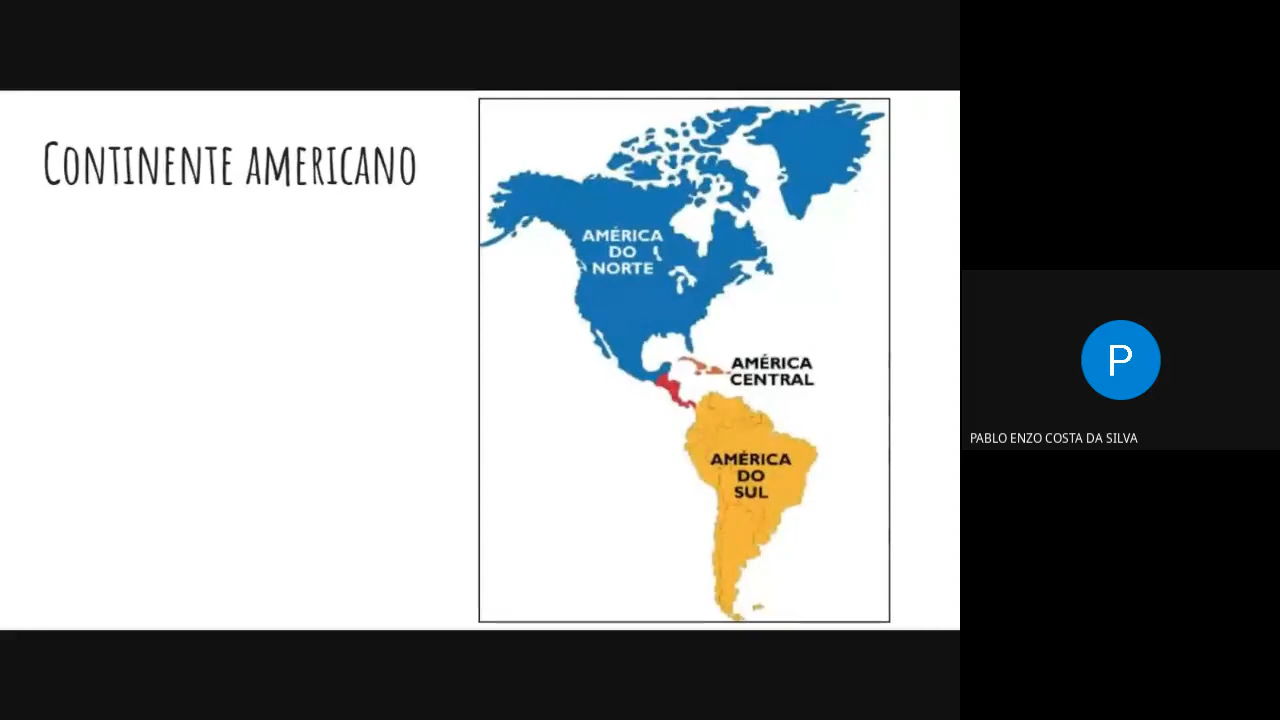 Continente americano
AMÉRICA
DO
NORTE
AMÉRICA
CENTRAL
AMÉRICA
DO
SUL
P
PABLO ENZO COSTA DA SILVA